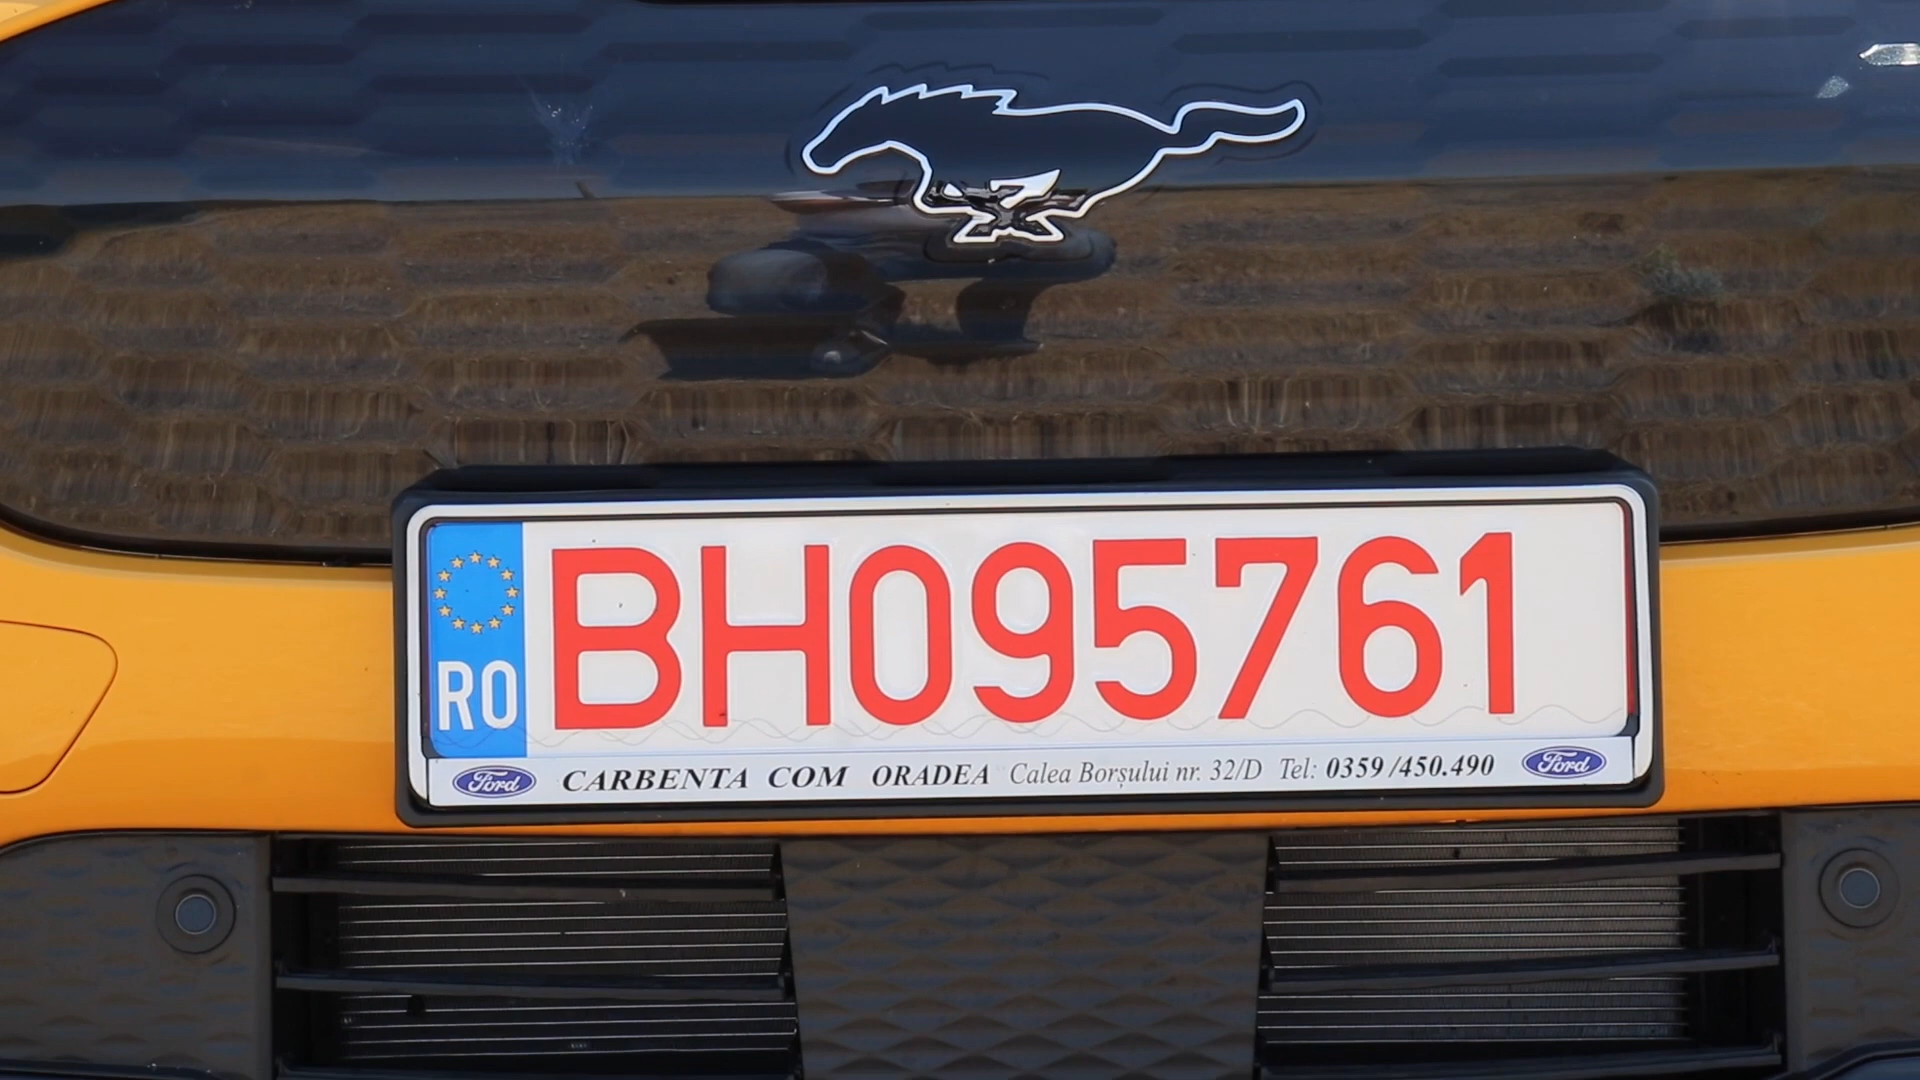 BH095761
RO
Ford CARBENTA COM ORADEA Calea Borșului nr. 32/D Tel: 0359/450.490 Ford